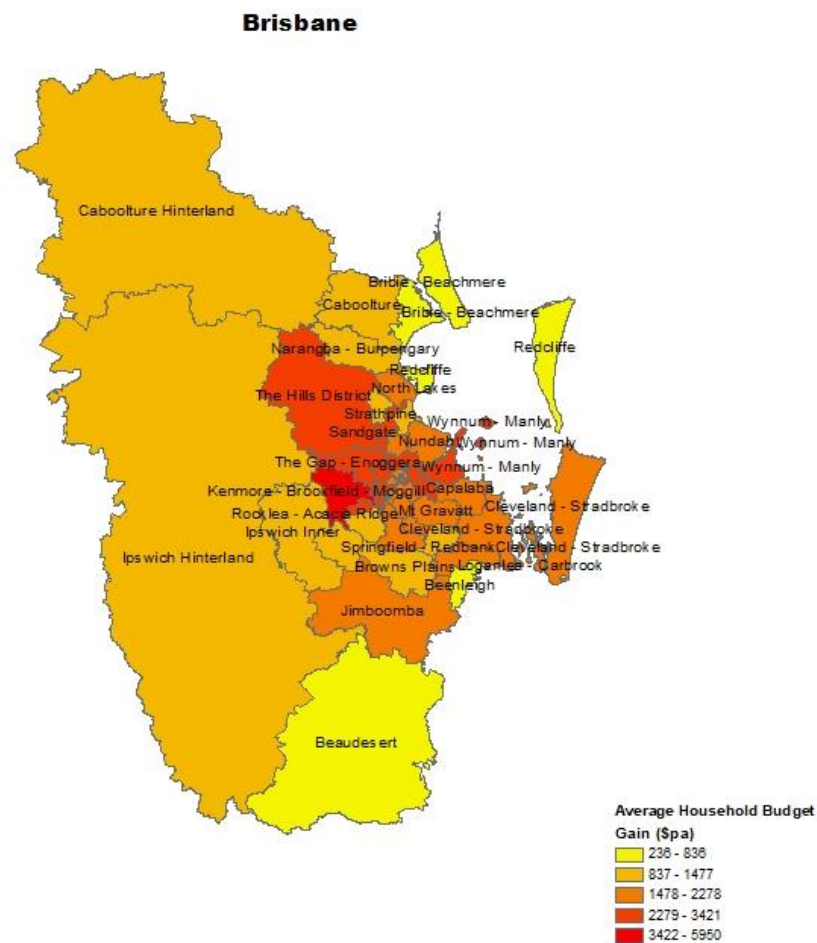 Brisbane
Caboolture Hinterland
Bribie - Beachmere
Caboolture
Bribie - Beachmere
Narangba - Burpengary
Redcliffe
Redcliffe
The Hills District
North Lakes
Strathpine
Wynnum - Manly
Sandgate
Nundah
Wynnum - Manly
The Gap - Enoggera
Wynnum - Manly
Kenmore - Brookfield - Moggill
Capalaba
Cleveland - Stradbroke
Rocklea - Acacia Ridge
Mt Gravatt
Ipswich Inner
Cleveland - Stradbroke
Ipswich Hinterland
Springfield - Redbank
Cleveland - Stradbroke
Browns Plains
Loganlea - Carbrook
Beenleigh
Jimboomba
Beaudesert
Average Household Budget
Gain ($pa)
236 - 836
837 - 1477
1478 - 2278
2279 - 3421
3422 - 5950